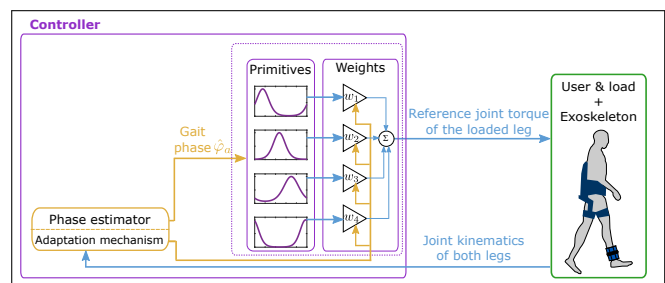 Controller
Primitives
Weights
w1
w2
w3
w4
Σ
Gait
phase φ̂a
Phase estimator
Adaptation mechanism
Reference joint torque
of the loaded leg
Joint kinematics
of both legs
User & load
+
Exoskeleton